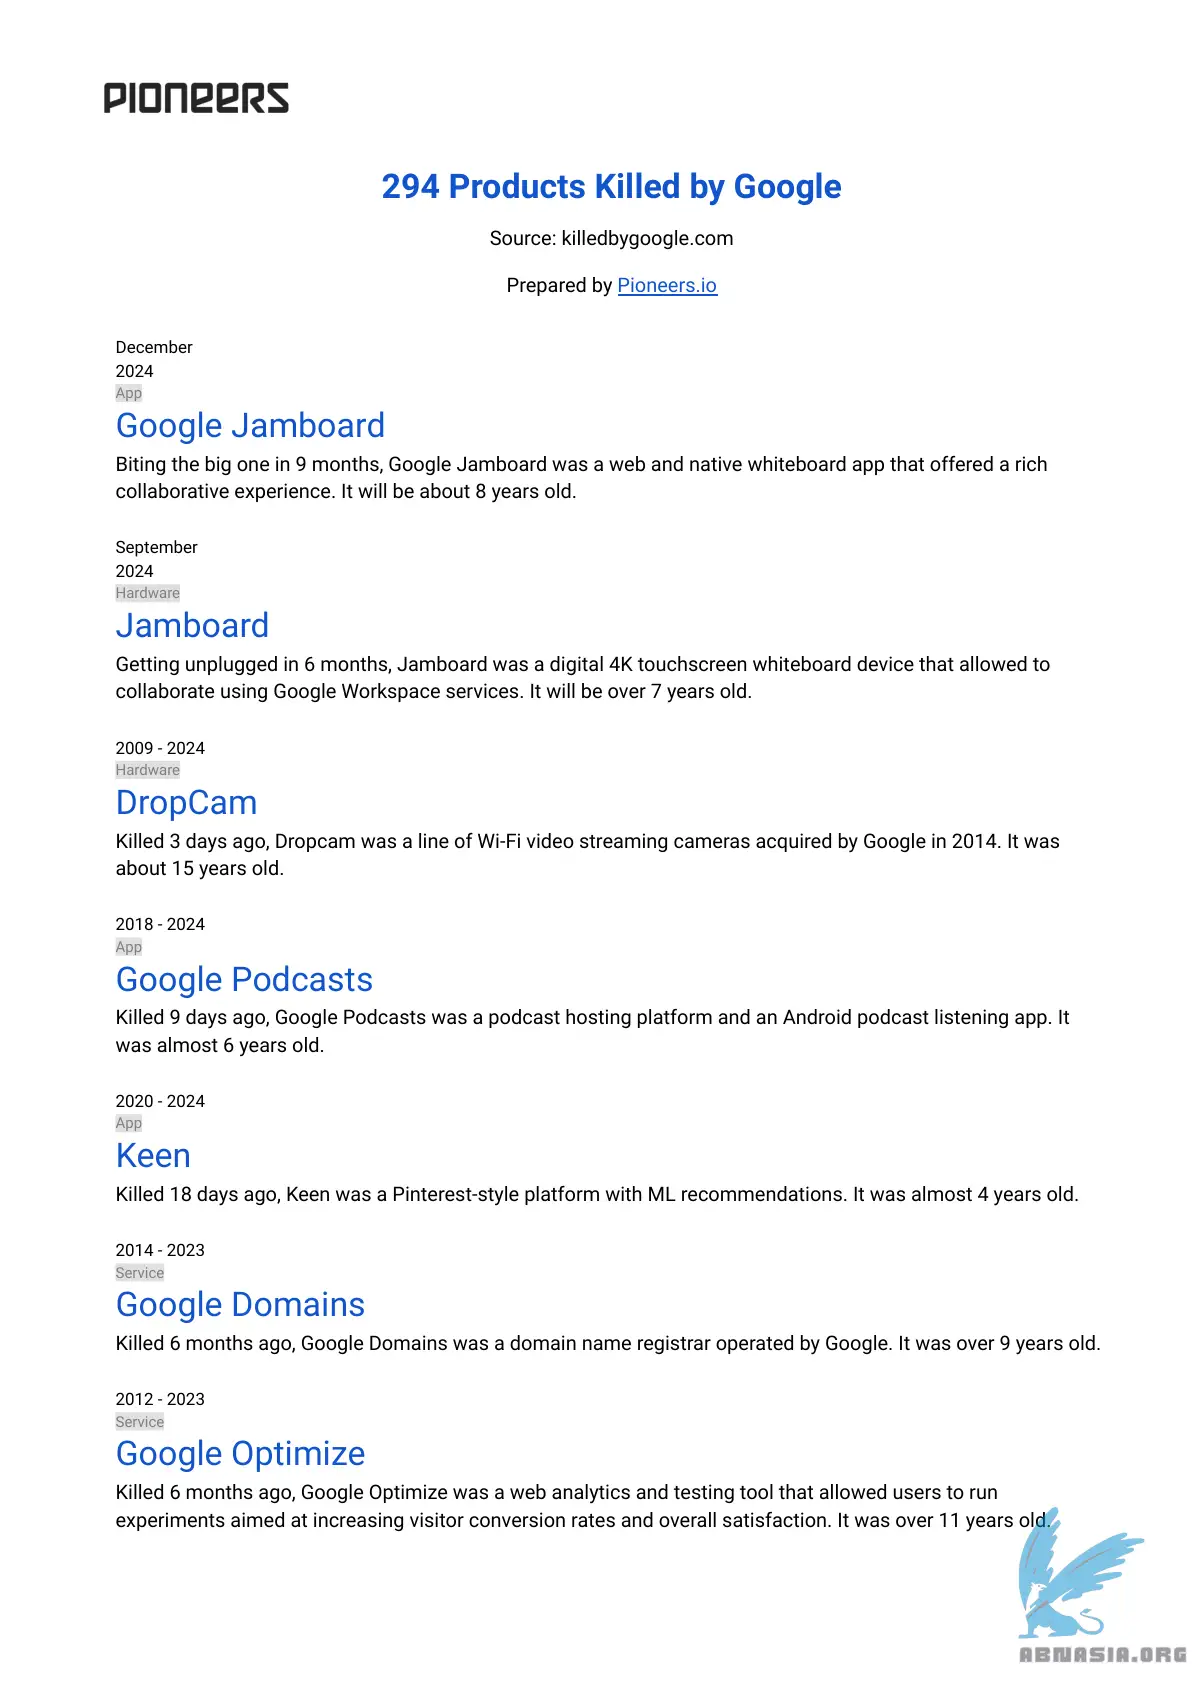 PIONEERS
294 Products Killed by Google
Source: killedbygoogle.com
Prepared by Pioneers.io
December
2024
App
Google Jamboard
Biting the big one in 9 months, Google Jamboard was a web and native whiteboard app that offered a rich
collaborative experience. It will be about 8 years old.
September
2024
Hardware
Jamboard
Getting unplugged in 6 months, Jamboard was a digital 4K touchscreen whiteboard device that allowed to
collaborate using Google Workspace services. It will be over 7 years old.
2009 - 2024
Hardware
DropCam
Killed 3 days ago, Dropcam was a line of Wi-Fi video streaming cameras acquired by Google in 2014. It was
about 15 years old.
2018 - 2024
App
Google Podcasts
Killed 9 days ago, Google Podcasts was a podcast hosting platform and an Android podcast listening app. It
was almost 6 years old.
2020 - 2024
App
Keen
Killed 18 days ago, Keen was a Pinterest-style platform with ML recommendations. It was almost 4 years old.
2014 - 2023
Service
Google Domains
Killed 6 months ago, Google Domains was a domain name registrar operated by Google. It was over 9 years old.
2012 - 2023
Service
Google Optimize
Killed 6 months ago, Google Optimize was a web analytics and testing tool that allowed users to run
experiments aimed at increasing visitor conversion rates and overall satisfaction. It was over 11 years old.
ABNASIA.ORG